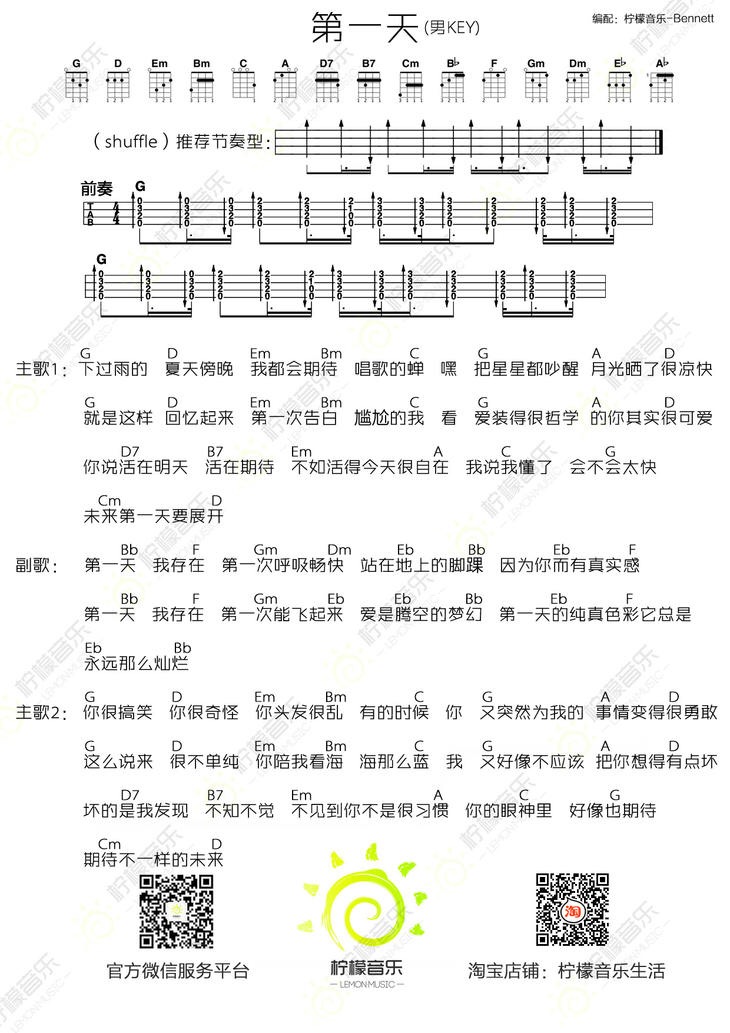 第一天(男KEY)
编配：柠檬音乐-Bennett
G D Em Bm C A D7 B7 Cm B♭ F Gm Dm E♭ A♭
（shuffle）推荐节奏型：
前奏 G
TAB 4/4
G
G D Em Bm C G A D
主歌1：下过雨的 夏天傍晚 我都会期待 唱歌的蝉 嘿 把星星都吵醒 月光晒了很凉快
G D Em Bm C G A D
就是这样 回忆起来 第一次告白 尴尬的我 看 爱装得很哲学 的你其实很可爱
D7 B7 Em A C G
你说活在明天 活在期待 不如活得今天很自在 我说我懂了 会不会太快
Cm D
未来第一天要展开
Bb F Gm Dm Eb Bb Eb F
副歌： 第一天 我存在 第一次呼吸畅快 站在地上的脚踝 因为你而有真实感
Bb F Gm Eb Eb Bb Eb F
第一天 我存在 第一次能飞起来 爱是腾空的梦幻 第一天的纯真色彩它总是
Eb Bb
永远那么灿烂
G D Em Bm C G A D
主歌2：你很搞笑 你很奇怪 你头发很乱 有的时候 你 又突然为我的 事情变得很勇敢
G D Em Bm C G A D
这么说来 很不单纯 你陪我看海 海那么蓝 我 又好像不应该 把你想得有点坏
D7 B7 Em A C G
坏的是我发现 不知不觉 不见到你不是很习惯 你的眼神里 好像也期待
Cm D
期待不一样的未来
淘
官方微信服务平台
柠檬音乐
LEMON MUSIC
淘宝店铺：柠檬音乐生活